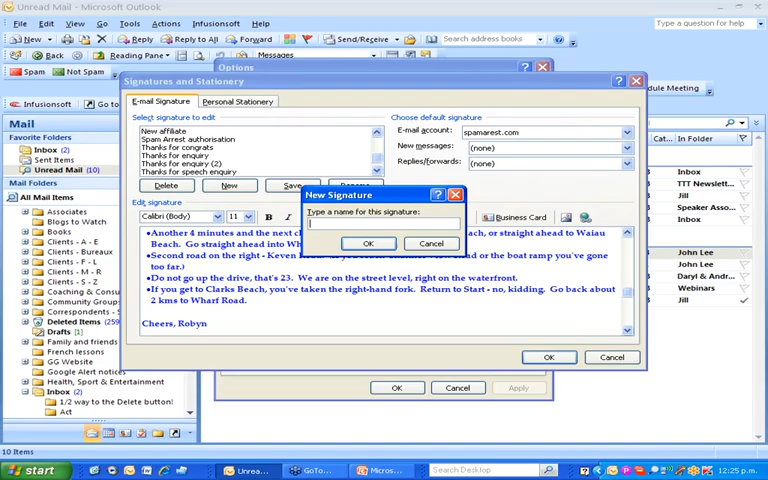 Unread Mail - Microsoft Outlook
File Edit View Go Tools Actions Infusionsoft Help
Type a question for help
New Reply Reply to All Forward Send/Receive Search address books
Back Reading Pane Messages
Spam Not Spam
Options
Schedule Meeting
Infusionsoft Go to
Signatures and Stationery
E-mail Signature Personal Stationery
Select signature to edit
New affiliate
Spam Arrest authorisation
Thanks for congrats
Thanks for enquiry
Thanks for enquiry (2)
Thanks for speech enquiry
Delete New Save Rename
Choose default signature
E-mail account: spamarest.com
New messages: (none)
Replies/forwards: (none)
Edit signature
Calibri (Body) 11 B I Business Card
New Signature
Type a name for this signature:
OK Cancel
•Another 4 minutes and the next cl ach, or straight ahead to Waiau
Beach. Go straight ahead into Wh
•Second road on the right - Keven or the boat ramp you've gone
too far.)
•Do not go up the drive, that's 23. We are on the street level, right on the waterfront.
•If you get to Clarks Beach, you've taken the right-hand fork. Return to Start - no, kidding. Go back about
2 kms to Wharf Road.
Cheers, Robyn
OK Cancel
OK Cancel Apply
Mail
Favorite Folders
Inbox (2)
Sent Items
Unread Mail (10)
Mail Folders
All Mail Items
Associates
Blogs to Watch
Books
Clients - A - E
Clients - Bureaux
Clients - F - L
Clients - M - R
Clients - S - Z
Coaching & Consu
Community Groups
Correspondents -
Deleted Items (259
Drafts [1]
Family and friends
French lessons
GG Website
Google Alert notices
Health, Sport & Entertainment
Inbox (2)
1/2 way to the Delete button!
Act
Cat... In Folder
Inbox
TTT Newslett...
Jill
Speaker Asso...
Inbox
John Lee
John Lee
Daryl & Andr...
Webinars
Jill
10 Items
start Unrea... GoTo... Micros... Search Desktop 12:25 p.m.